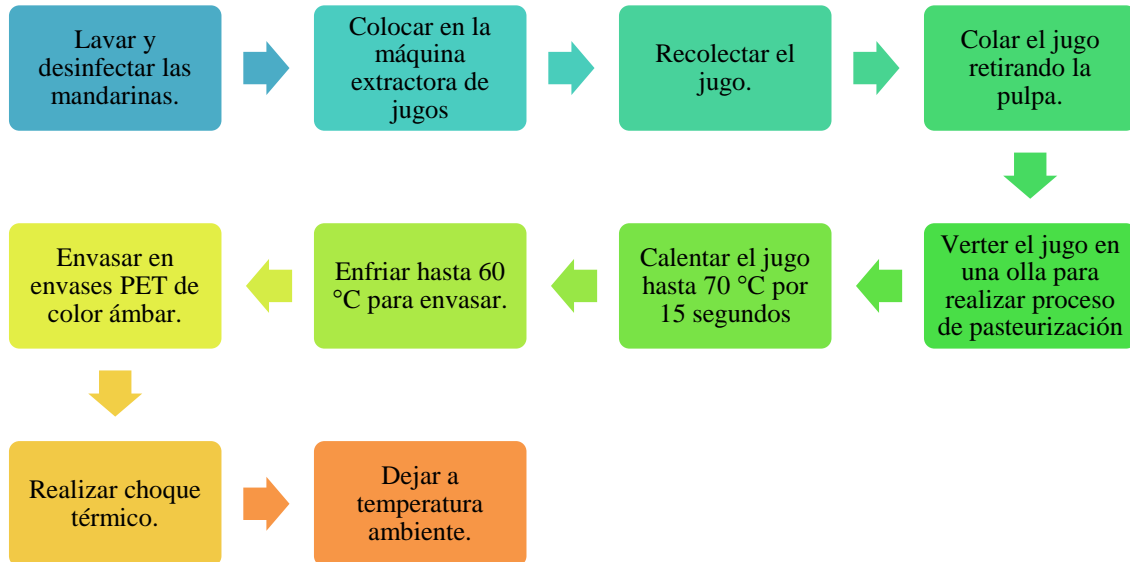 Lavar y
desinfectar las
mandarinas.
Colocar en la
máquina
extractora de
jugos
Recolectar el
jugo.
Colar el jugo
retirando la
pulpa.
Verter el jugo en
una olla para
realizar proceso
de pasteurización
Calentar el jugo
hasta 70 °C por
15 segundos
Enfriar hasta 60
°C para envasar.
Envasar en
envases PET de
color ámbar.
Realizar choque
térmico.
Dejar a
temperatura
ambiente.